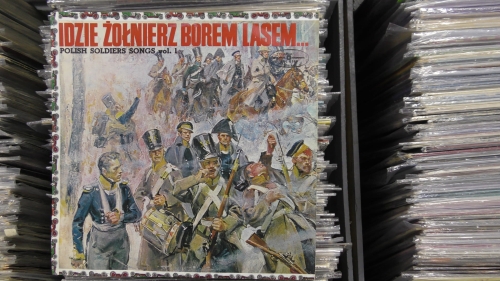 IDZIE ŻOŁNIERZ BOREM LASEM...
POLISH SOLDIERS SONGS, vol. 1